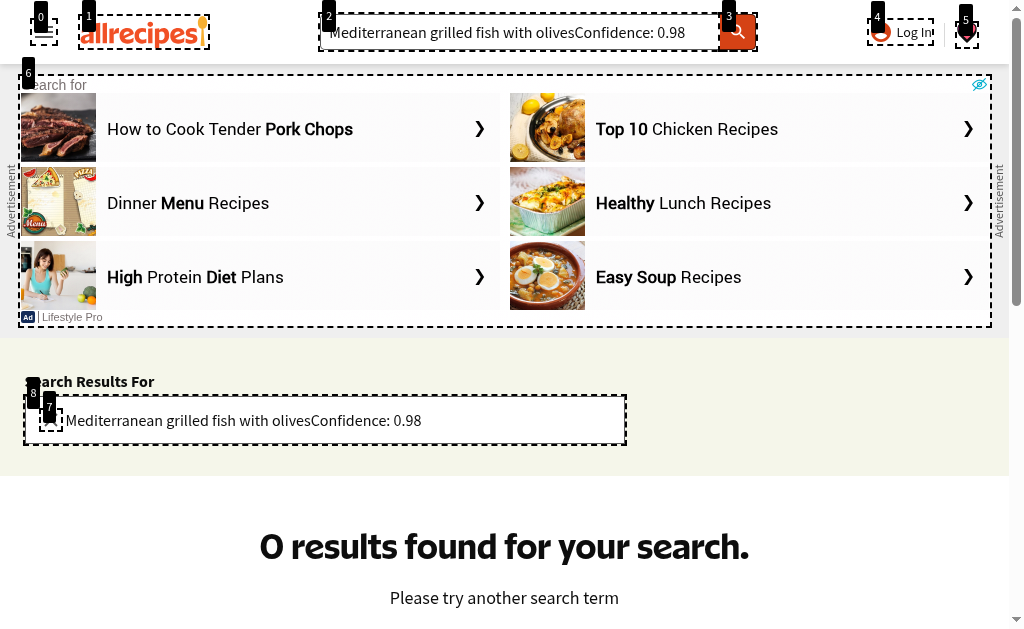 0
1
2
3
4
5
allrecipes
Mediterranean grilled fish with olivesConfidence: 0.98
Log In
6
Search for
Advertisement
Advertisement
How to Cook Tender Pork Chops
Top 10 Chicken Recipes
Dinner Menu Recipes
Healthy Lunch Recipes
High Protein Diet Plans
Easy Soup Recipes
Ad
Lifestyle Pro
Search Results For
8
7
Mediterranean grilled fish with olivesConfidence: 0.98
0 results found for your search.
Please try another search term